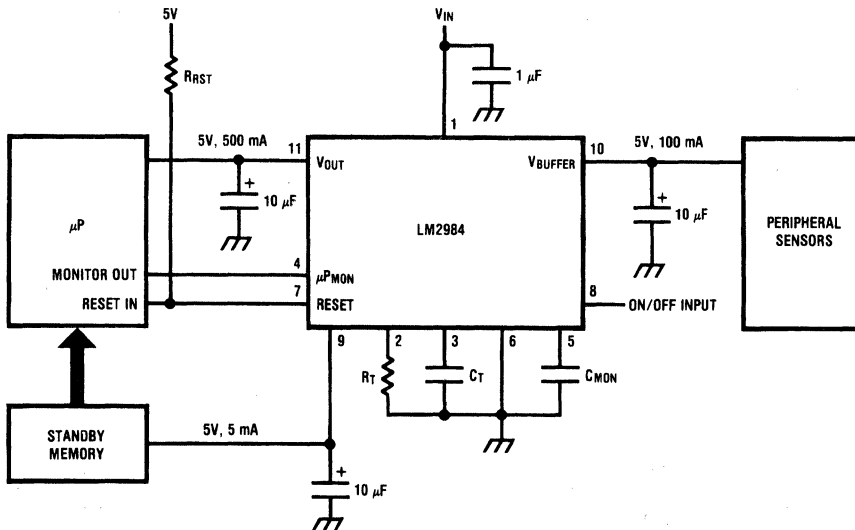 5V
RRST
VIN
1 μF
1
5V, 500 mA
11
VOUT
10 μF
+
μP
MONITOR OUT
4
μPMON
RESET IN
7
RESET
LM2984
VBUFFER
10
5V, 100 mA
+
10 μF
PERIPHERAL
SENSORS
8
ON/OFF INPUT
9
2
3
6
5
RT
CT
CMON
STANDBY
MEMORY
5V, 5 mA
+
10 μF